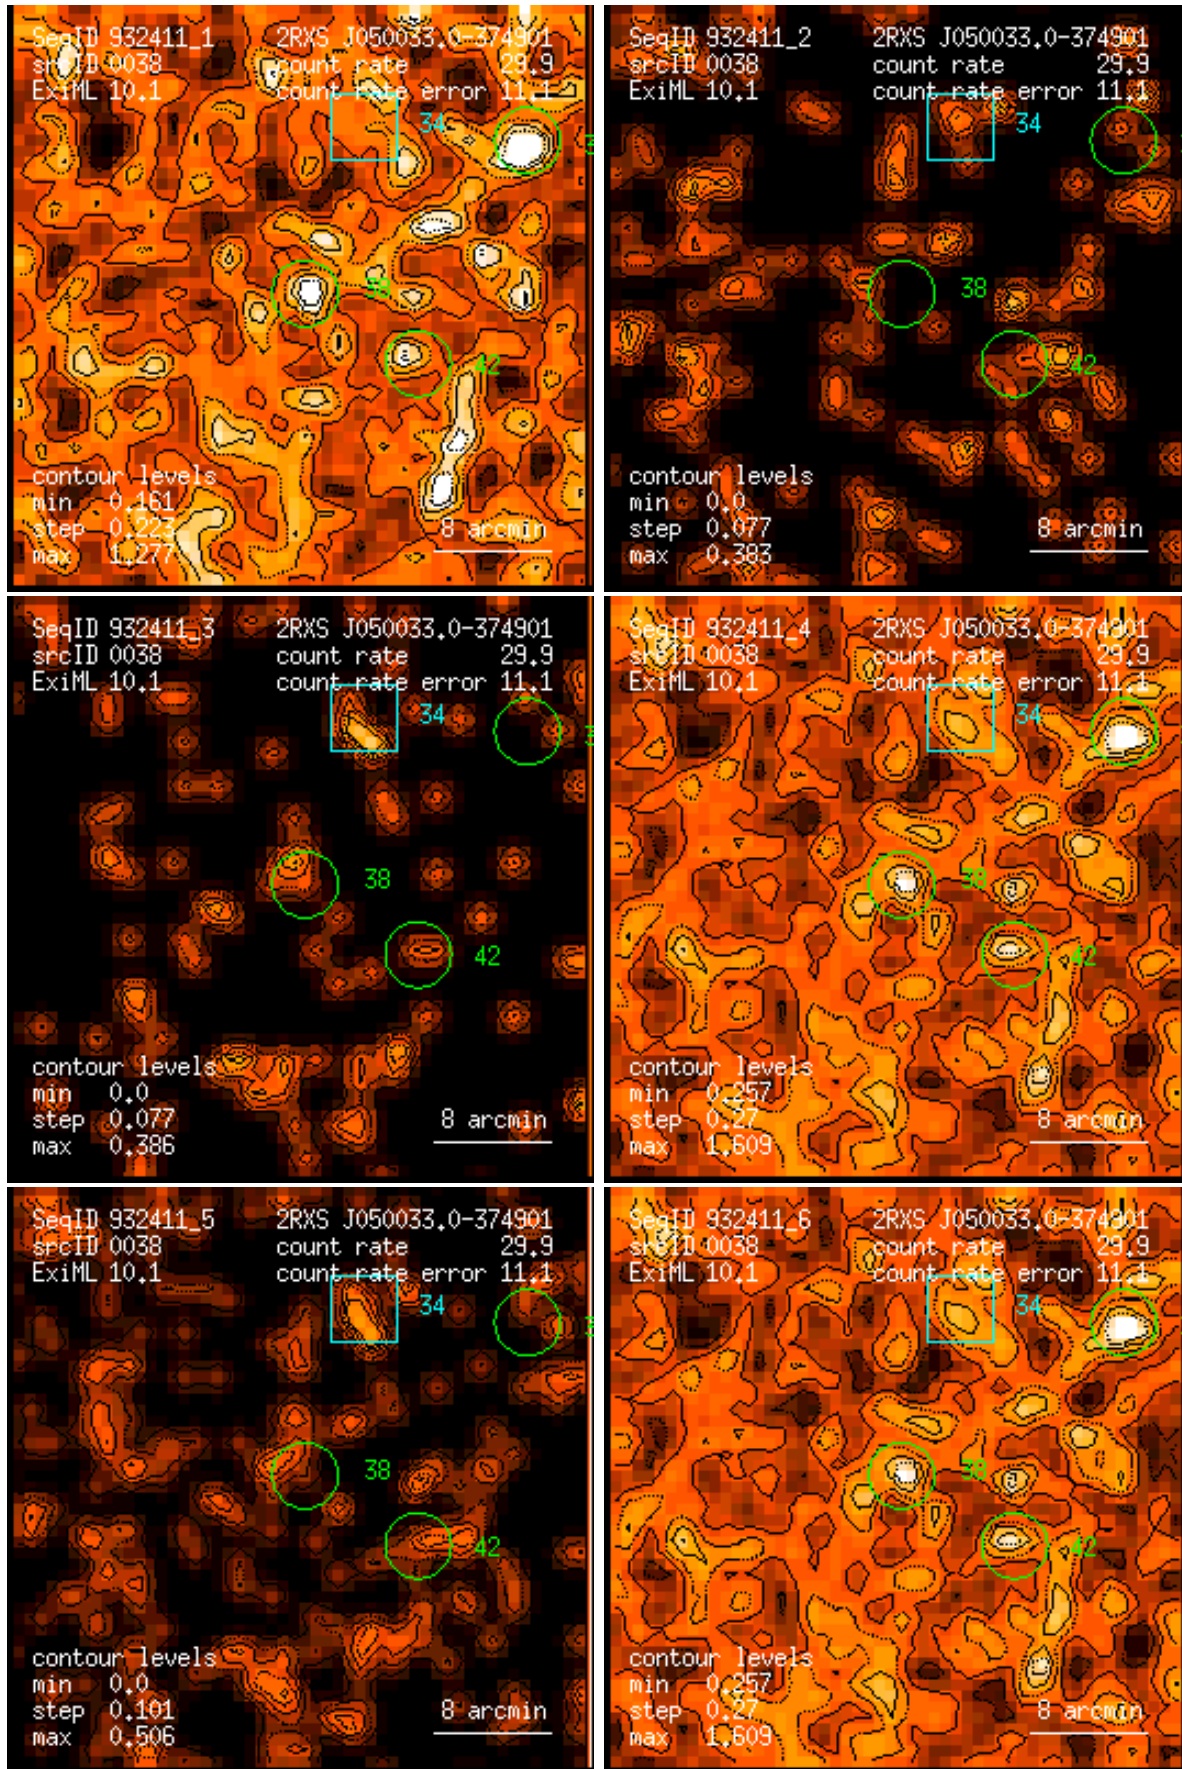 SeqID 932411_1 2RXS J050033.0-374901
srcID 0038 count rate 29.9
ExiML 10.1 count rate error 11.1
34
38
42
contour levels
min 0.161
step 0.223 8 arcmin
max 1.277
SeqID 932411_2 2RXS J050033.0-374901
srcID 0038 count rate 29.9
ExiML 10.1 count rate error 11.1
34
38
42
contour levels
min 0.0
step 0.077 8 arcmin
max 0.383
SeqID 932411_3 2RXS J050033.0-374901
srcID 0038 count rate 29.9
ExiML 10.1 count rate error 11.1
34
38
42
contour levels
min 0.0
step 0.077 8 arcmin
max 0.386
SeqID 932411_4 2RXS J050033.0-374901
srcID 0038 count rate 29.9
ExiML 10.1 count rate error 11.1
34
38
42
contour levels
min 0.257
step 0.27 8 arcmin
max 1.609
SeqID 932411_5 2RXS J050033.0-374901
srcID 0038 count rate 29.9
ExiML 10.1 count rate error 11.1
34
38
42
contour levels
min 0.0
step 0.101 8 arcmin
max 0.506
SeqID 932411_6 2RXS J050033.0-374901
srcID 0038 count rate 29.9
ExiML 10.1 count rate error 11.1
34
38
42
contour levels
min 0.257
step 0.27 8 arcmin
max 1.609